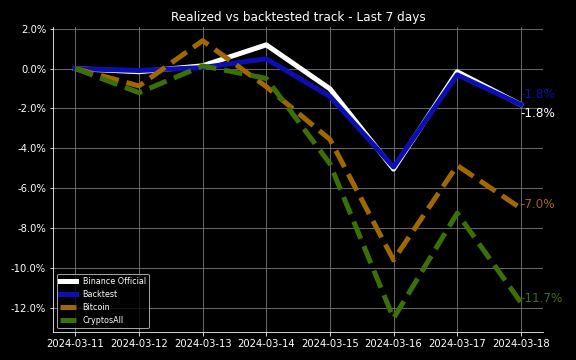 Realized vs backtested track - Last 7 days
2.0%
0.0%
-2.0%
-4.0%
-6.0%
-8.0%
-10.0%
-12.0%
-1.8%
-1.8%
-7.0%
-11.7%
Binance Official
Backtest
Bitcoin
CryptosAll
2024-03-11 2024-03-12 2024-03-13 2024-03-14 2024-03-15 2024-03-16 2024-03-17 2024-03-18